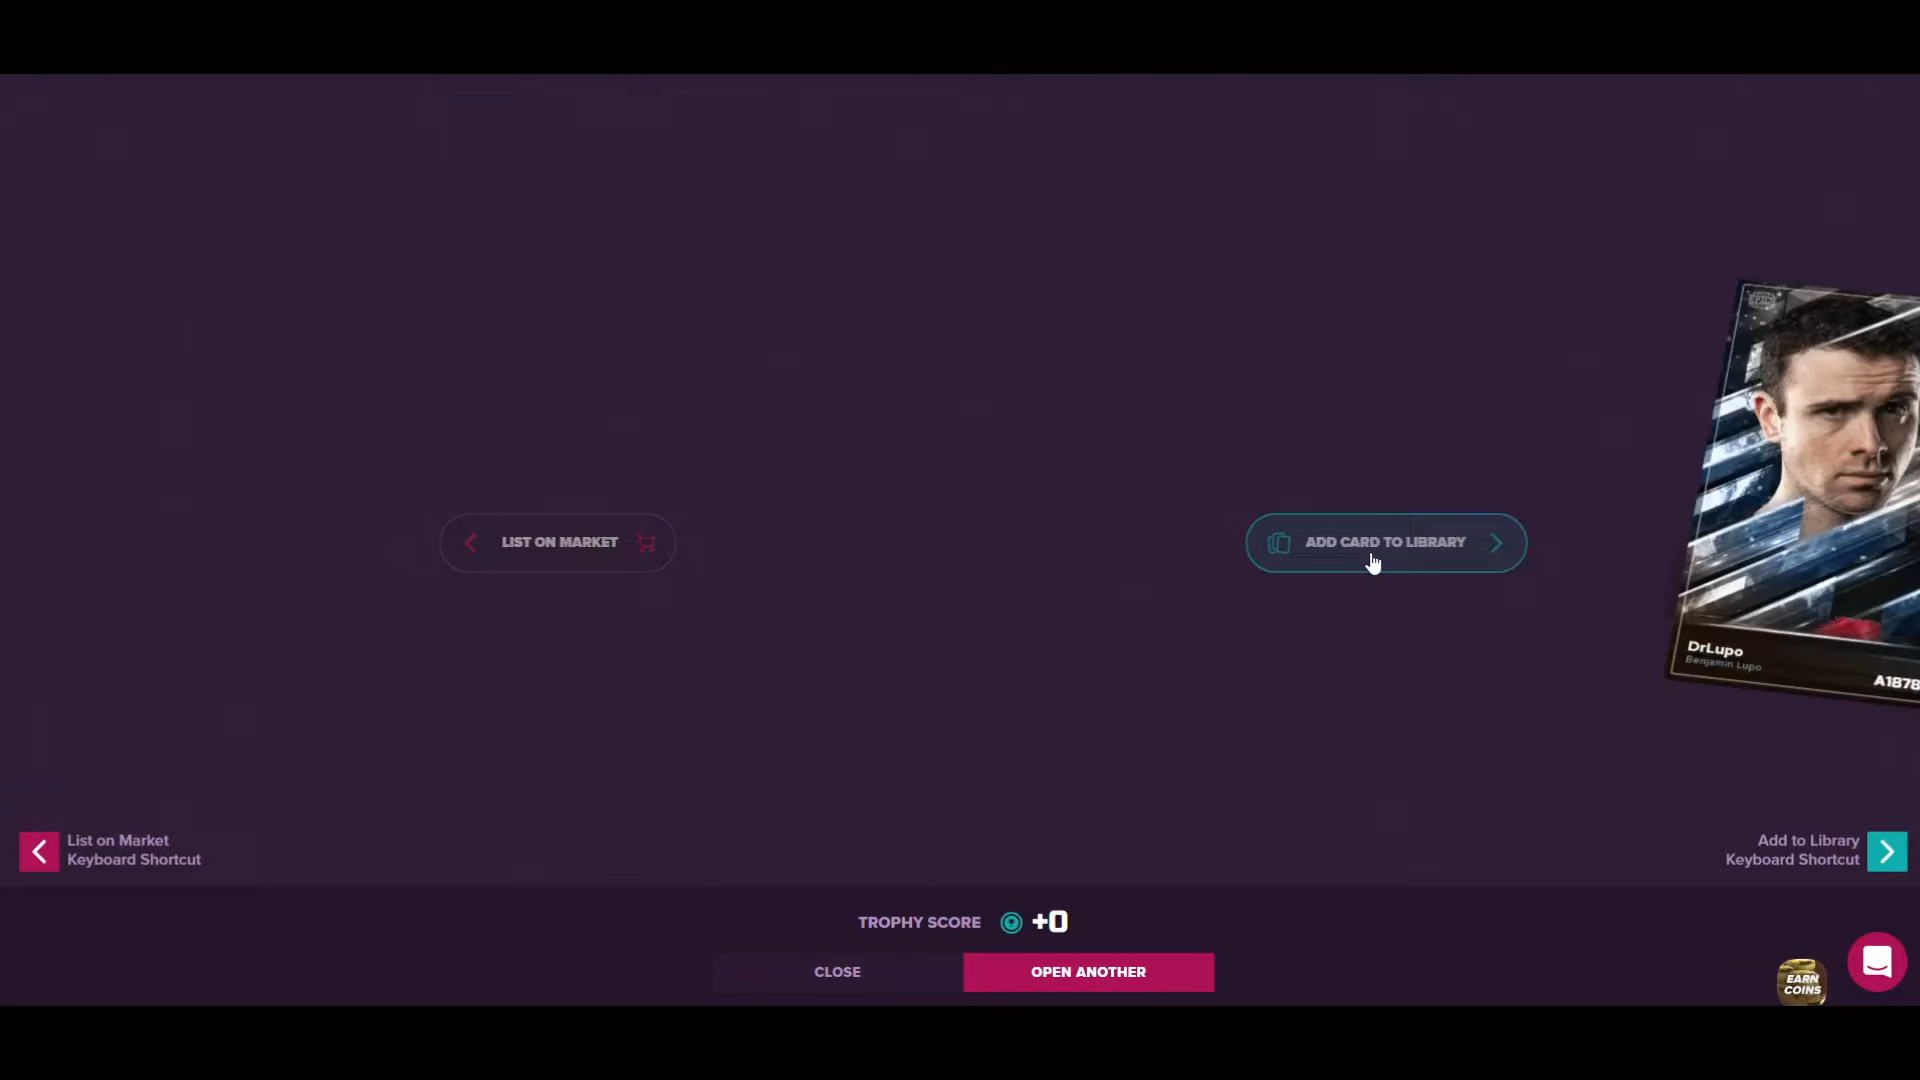 EPICS
LIST ON MARKET
ADD CARD TO LIBRARY
DrLupo
Benjamin Lupo
A1878
List on Market
Keyboard Shortcut
Add to Library
Keyboard Shortcut
TROPHY SCORE +0
CLOSE
OPEN ANOTHER
EARN
COINS